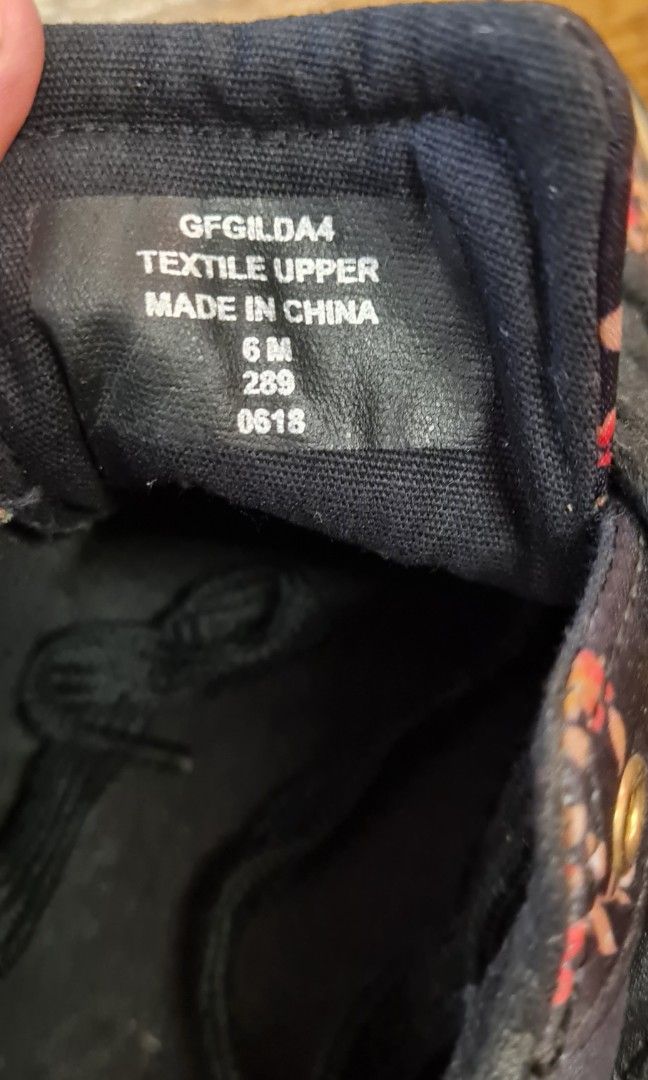 GFGILDA4
TEXTILE UPPER
MADE IN CHINA
6 M
289
0618